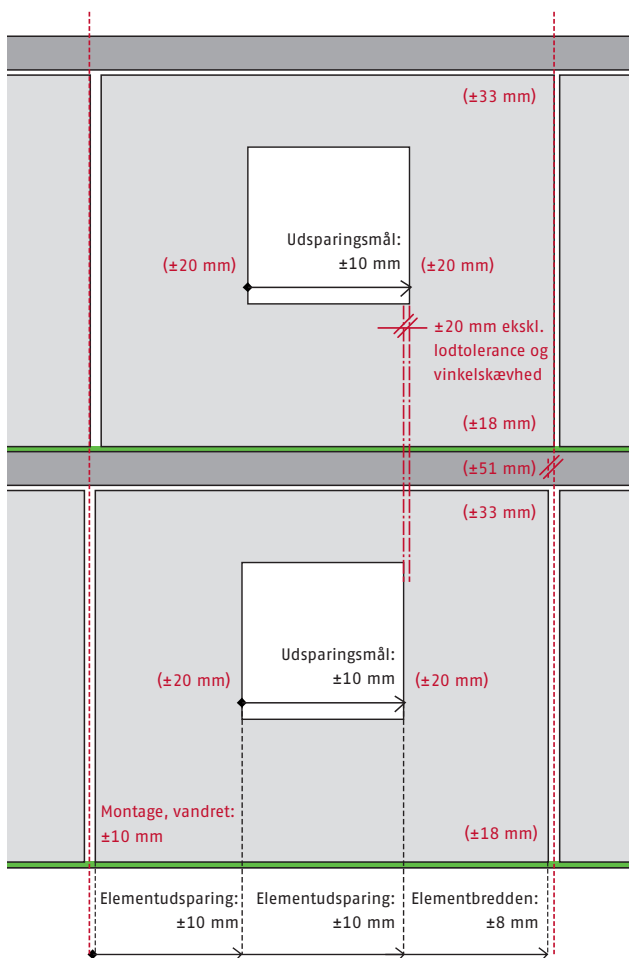 (±33 mm)
Udsparingsmål:
±10 mm
(±20 mm)
(±20 mm)
±20 mm ekskl.
lodtolerance og
vinkelskævhed
(±18 mm)
(±51 mm)
(±33 mm)
Udsparingsmål:
±10 mm
(±20 mm)
(±20 mm)
Montage, vandret:
±10 mm
(±18 mm)
Elementudsparing:
±10 mm
Elementudsparing:
±10 mm
Elementbredden:
±8 mm